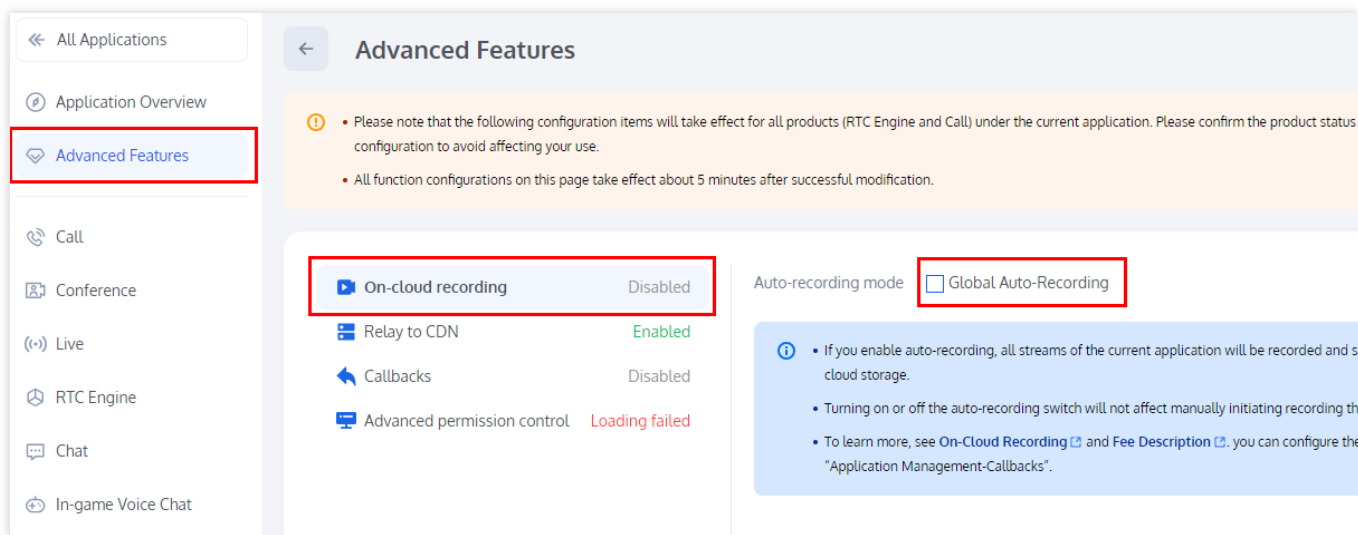 All Applications
Application Overview
Advanced Features
Call
Conference
Live
RTC Engine
Chat
In-game Voice Chat
Advanced Features
• Please note that the following configuration items will take effect for all products (RTC Engine and Call) under the current application. Please confirm the product status
configuration to avoid affecting your use.
• All function configurations on this page take effect about 5 minutes after successful modification.
On-cloud recording Disabled
Relay to CDN Enabled
Callbacks Disabled
Advanced permission control Loading failed
Auto-recording mode Global Auto-Recording
• If you enable auto-recording, all streams of the current application will be recorded and
cloud storage.
• Turning on or off the auto-recording switch will not affect manually initiating recording
• To learn more, see On-Cloud Recording and Fee Description. you can configure the
"Application Management-Callbacks".